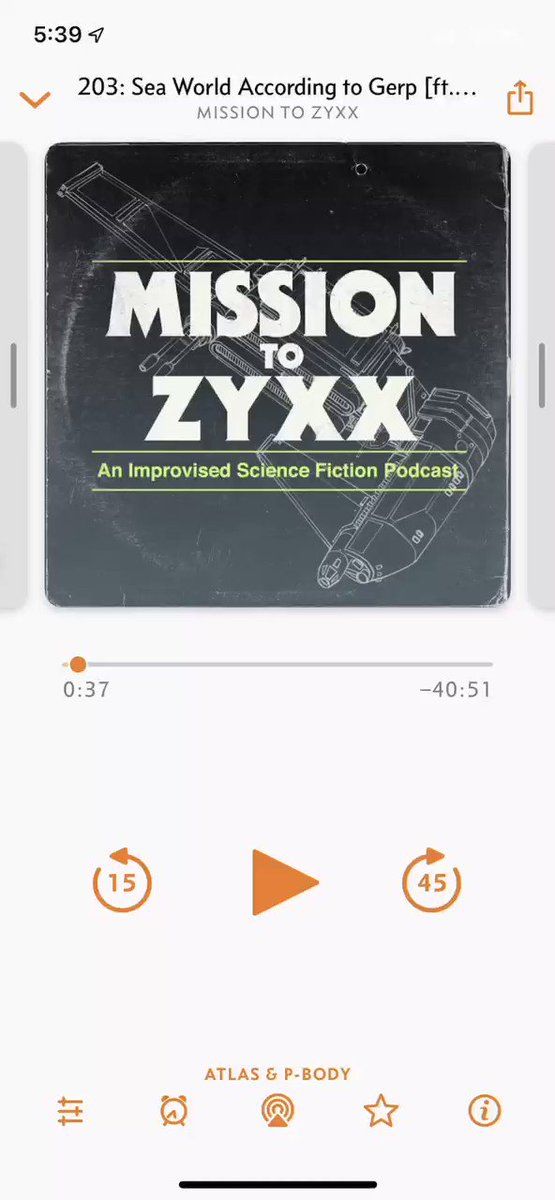 5:39
203: Sea World According to Gerp [ft....
MISSION TO ZYXX
MISSION
TO
ZYXX
An Improvised Science Fiction Podcast
0:37
−40:51
15
45
ATLAS & P-BODY